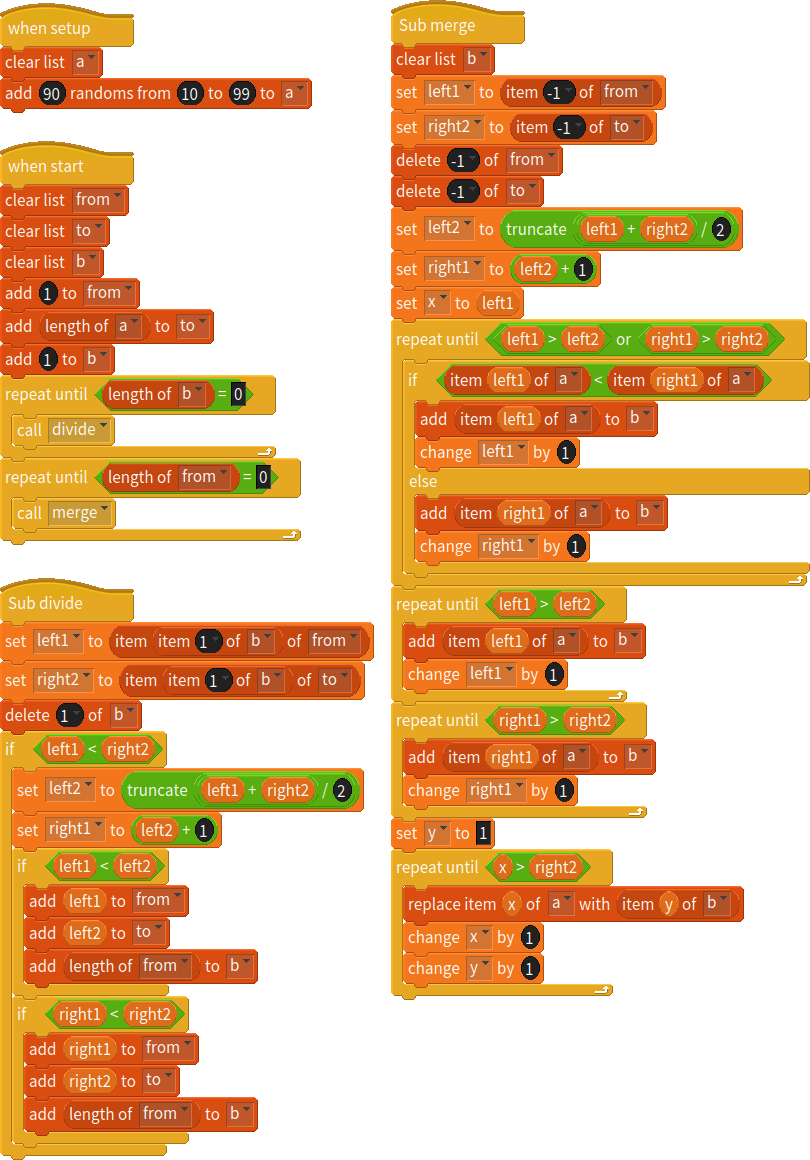 when setup
clear list a
add 90 randoms from 10 to 99 to a
when start
clear list from
clear list to
clear list b
add 1 to from
add length of a to to
add 1 to b
repeat until length of b = 0
call divide
repeat until length of from = 0
call merge
Sub divide
set left1 to item item 1 of b of from
set right2 to item item 1 of b of to
delete 1 of b
if left1 < right2
set left2 to truncate left1 + right2 / 2
set right1 to left2 + 1
if left1 < left2
add left1 to from
add left2 to to
add length of from to b
if right1 < right2
add right1 to from
add right2 to to
add length of from to b
Sub merge
clear list b
set left1 to item -1 of from
set right2 to item -1 of to
delete -1 of from
delete -1 of to
set left2 to truncate left1 + right2 / 2
set right1 to left2 + 1
set x to left1
repeat until left1 > left2 or right1 > right2
if item left1 of a < item right1 of a
add item left1 of a to b
change left1 by 1
else
add item right1 of a to b
change right1 by 1
repeat until left1 > left2
add item left1 of a to b
change left1 by 1
repeat until right1 > right2
add item right1 of a to b
change right1 by 1
set y to 1
repeat until x > right2
replace item x of a with item y of b
change x by 1
change y by 1